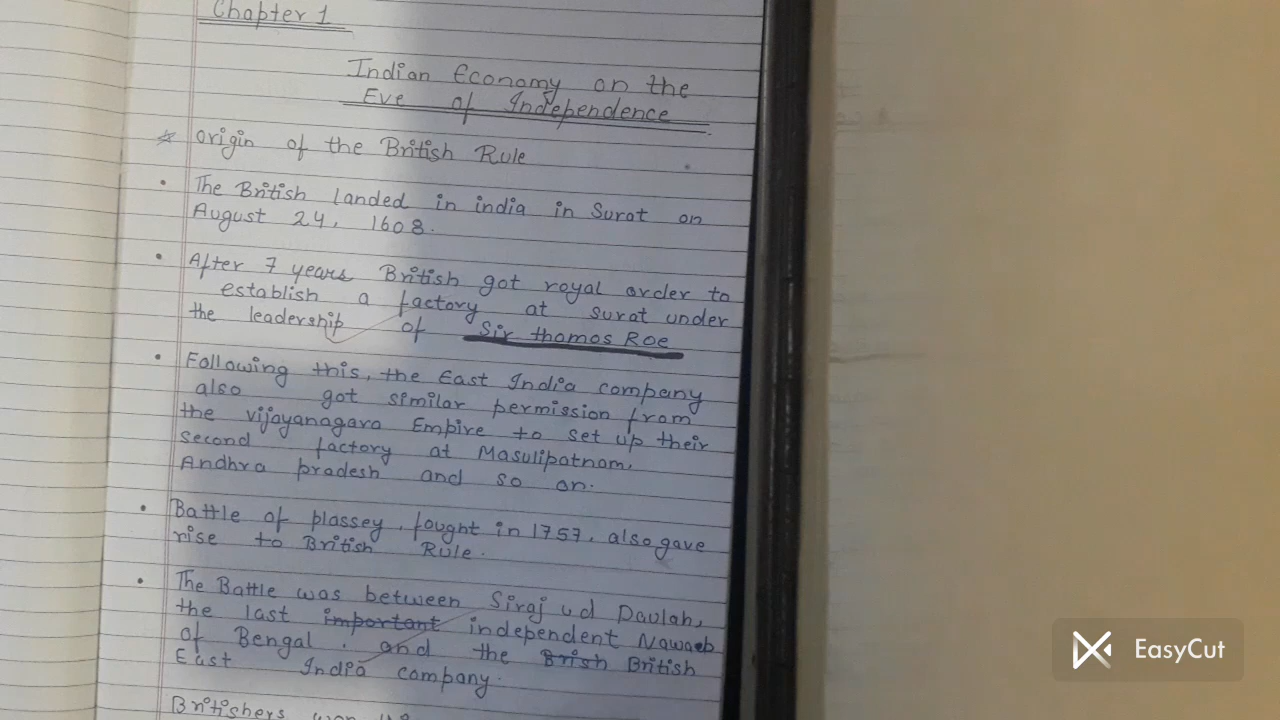 Chapter 1
Indian Economy on the
Eve of Independence
* origin of the British Rule
• The British landed in india in Surat on
August 24, 1608.
• After 7 years British got royal order to
establish a factory at surat under
the leadership of Sir thomos Roe
• Following this, the East India company
also got similar permission from
the vijayanagara Empire to set up their
second factory at Masulipatnam,
Andhra pradesh and so on.
• Battle of plassey, fought in 1757, also gave
rise to British Rule.
• The Battle was between Siraj ud Daulah,
the last important independent Nawaeb
of Bengal, and the Brish British
East India company.
Britishers won
EasyCut